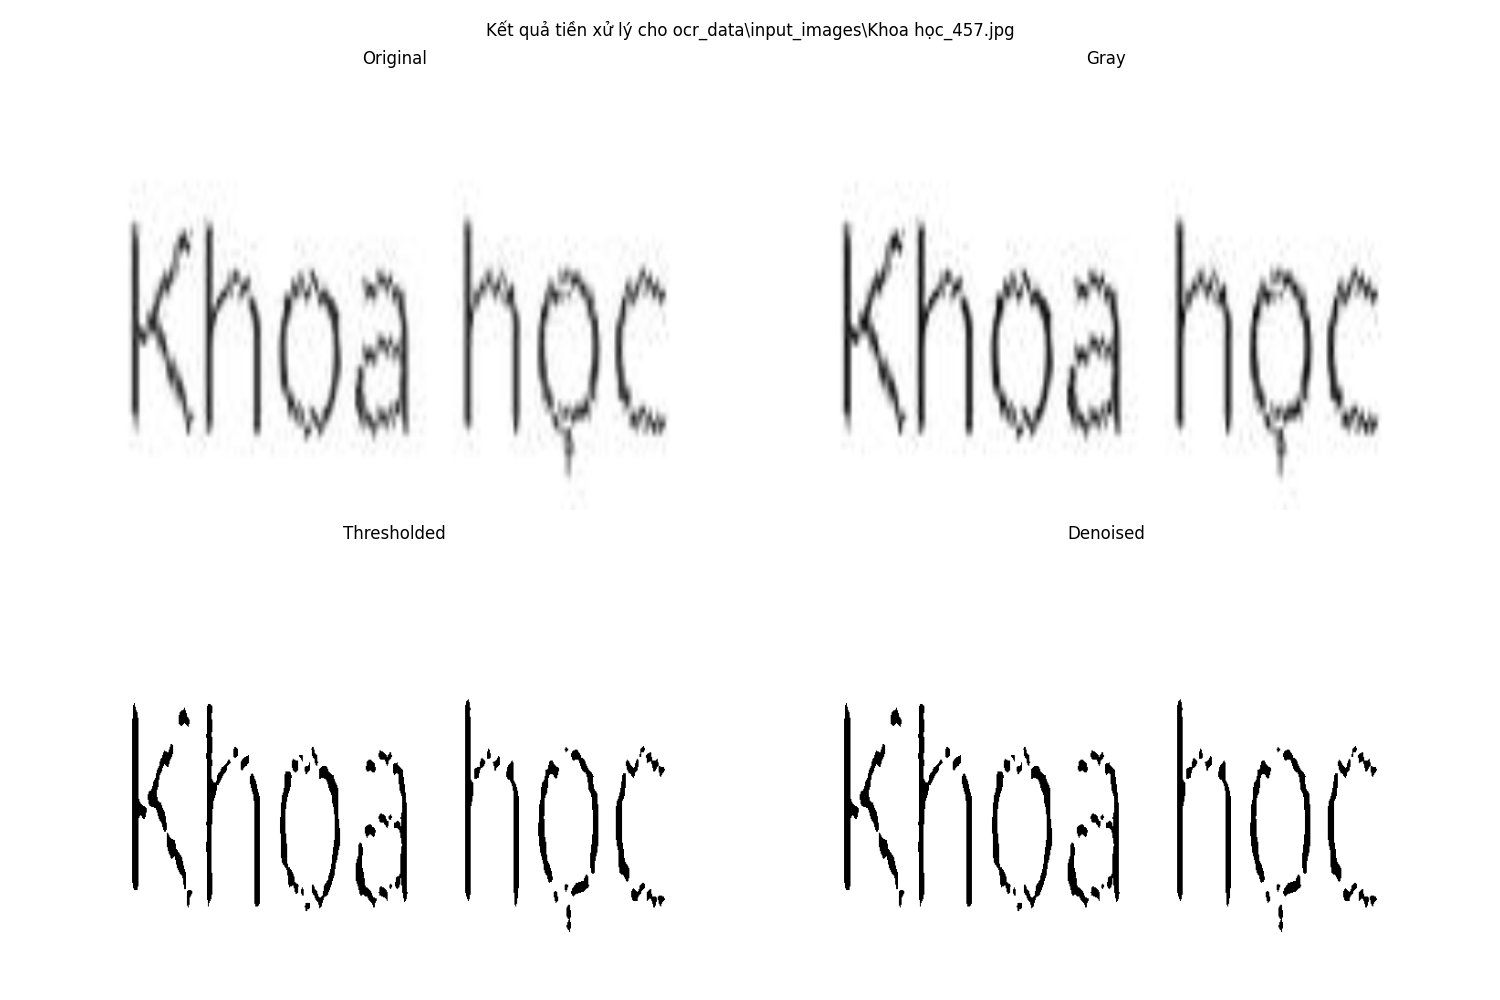 Kết quả tiền xử lý cho ocr_data\input_images\Khoa học_457.jpg
Original
Gray
Khoa học
Khoa học
Thresholded
Denoised
Khoa học
Khoa học